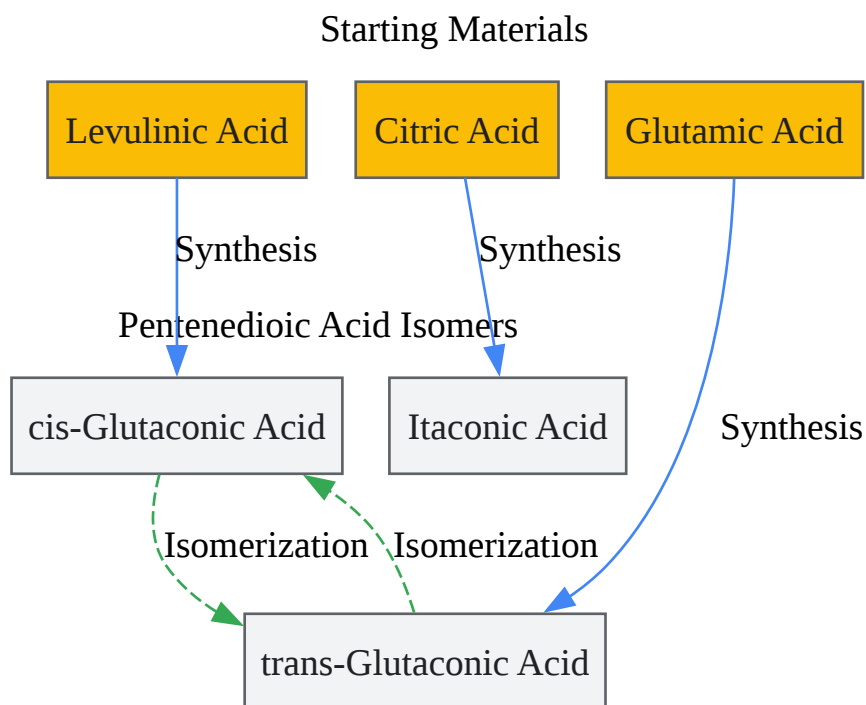 Starting Materials
Levulinic Acid
Citric Acid
Glutamic Acid
Synthesis
Synthesis
Pentenedioic Acid Isomers
cis-Glutaconic Acid
Itaconic Acid
Synthesis
Isomerization
Isomerization
trans-Glutaconic Acid